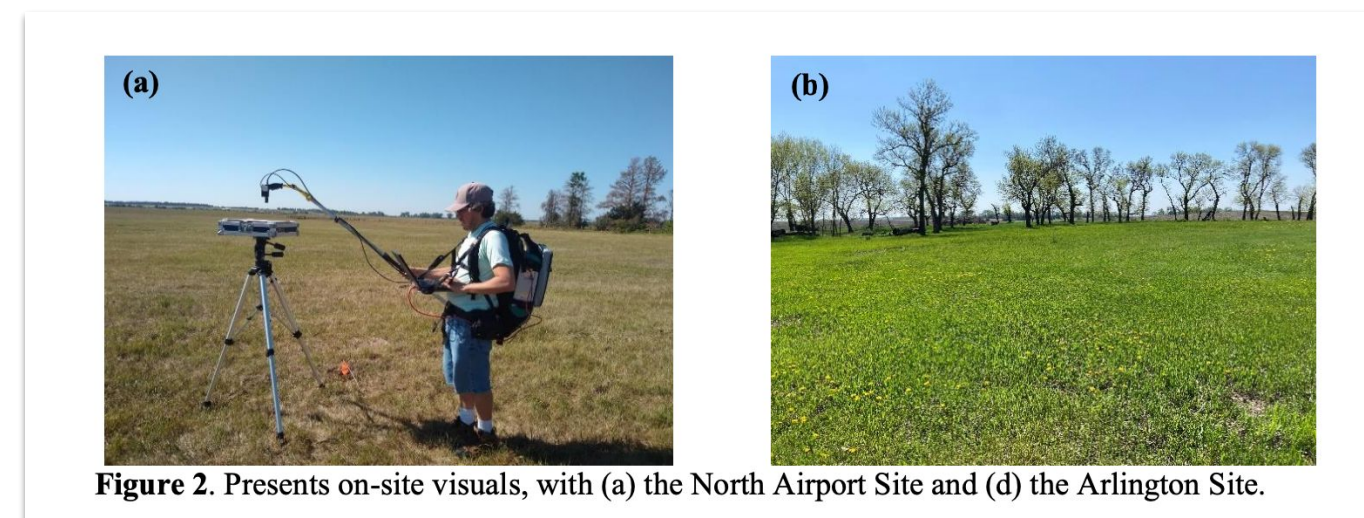 (a)
(b)
Figure 2. Presents on-site visuals, with (a) the North Airport Site and (d) the Arlington Site.